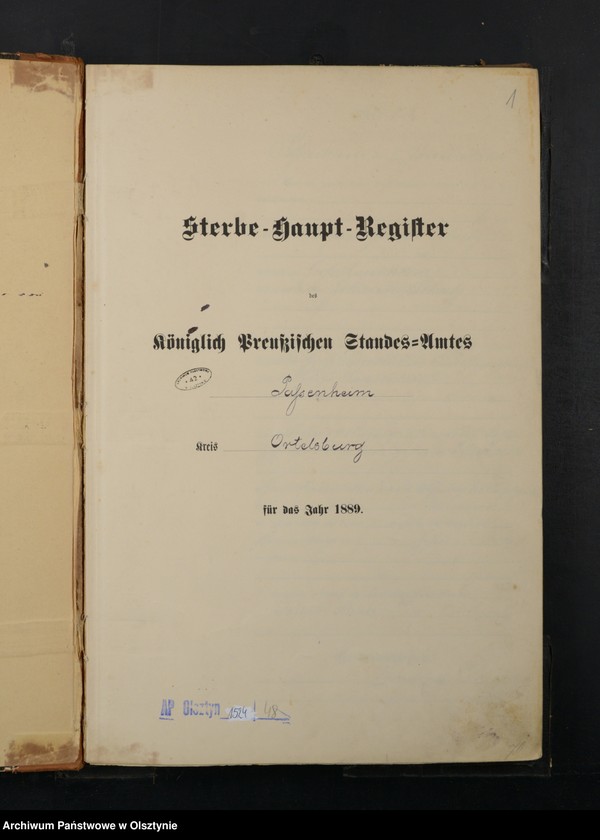 1
Sterbe-Haupt-Register
des
Königlich Preußischen Standes-Amtes
Passenheim
Kreis Ortelsburg
für das Jahr 1889.
AP Olsztyn 1524 / 48
Archiwum Państwowe w Olsztynie